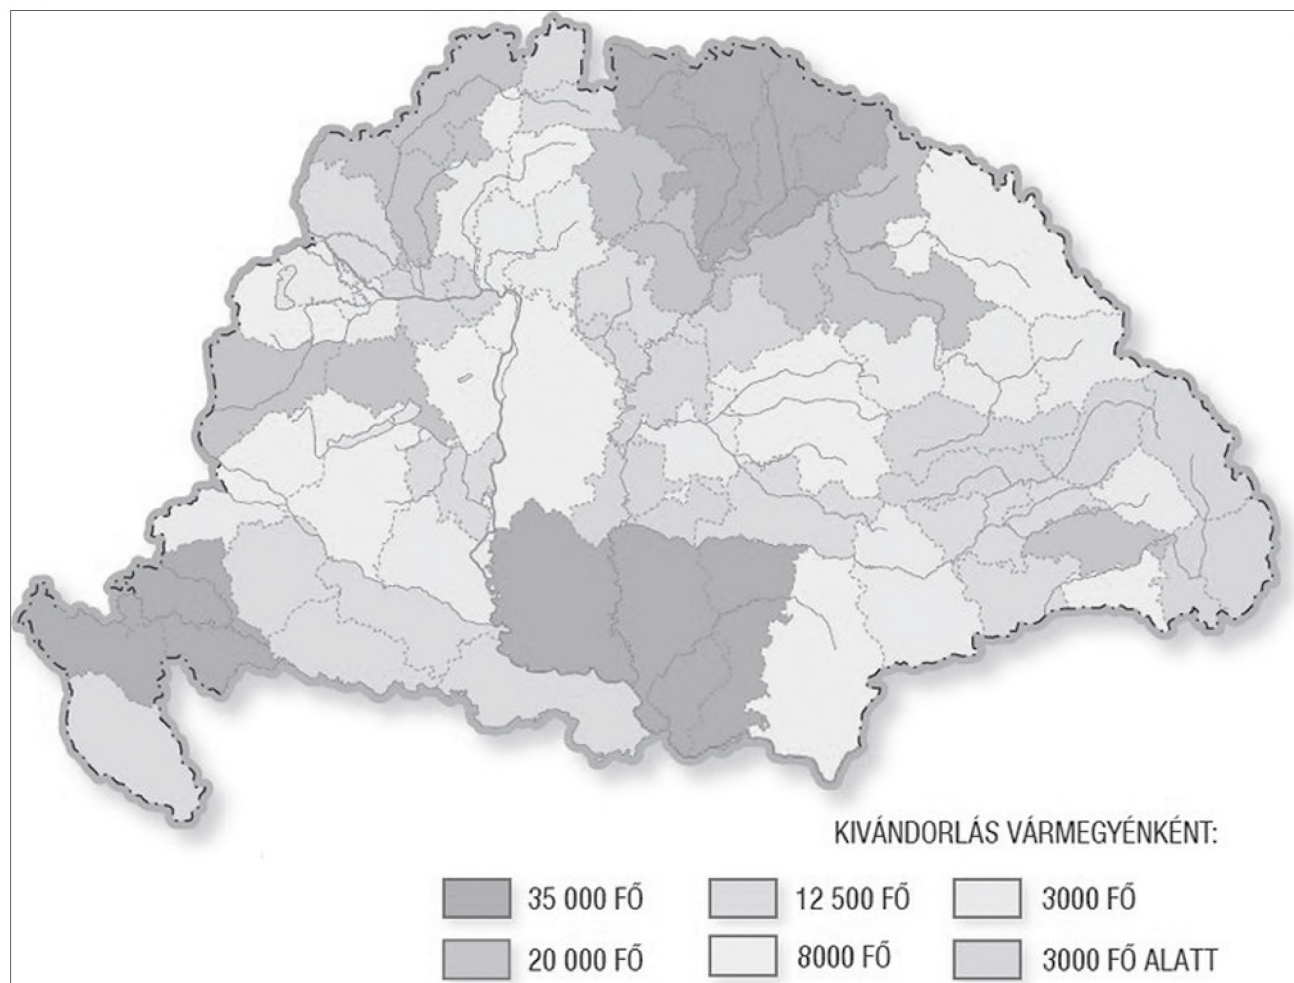 KIVÁNDORLÁS VÁRMEGYÉNKÉNT:
35 000 FŐ
12 500 FŐ
3000 FŐ
20 000 FŐ
8000 FŐ
3000 FŐ ALATT